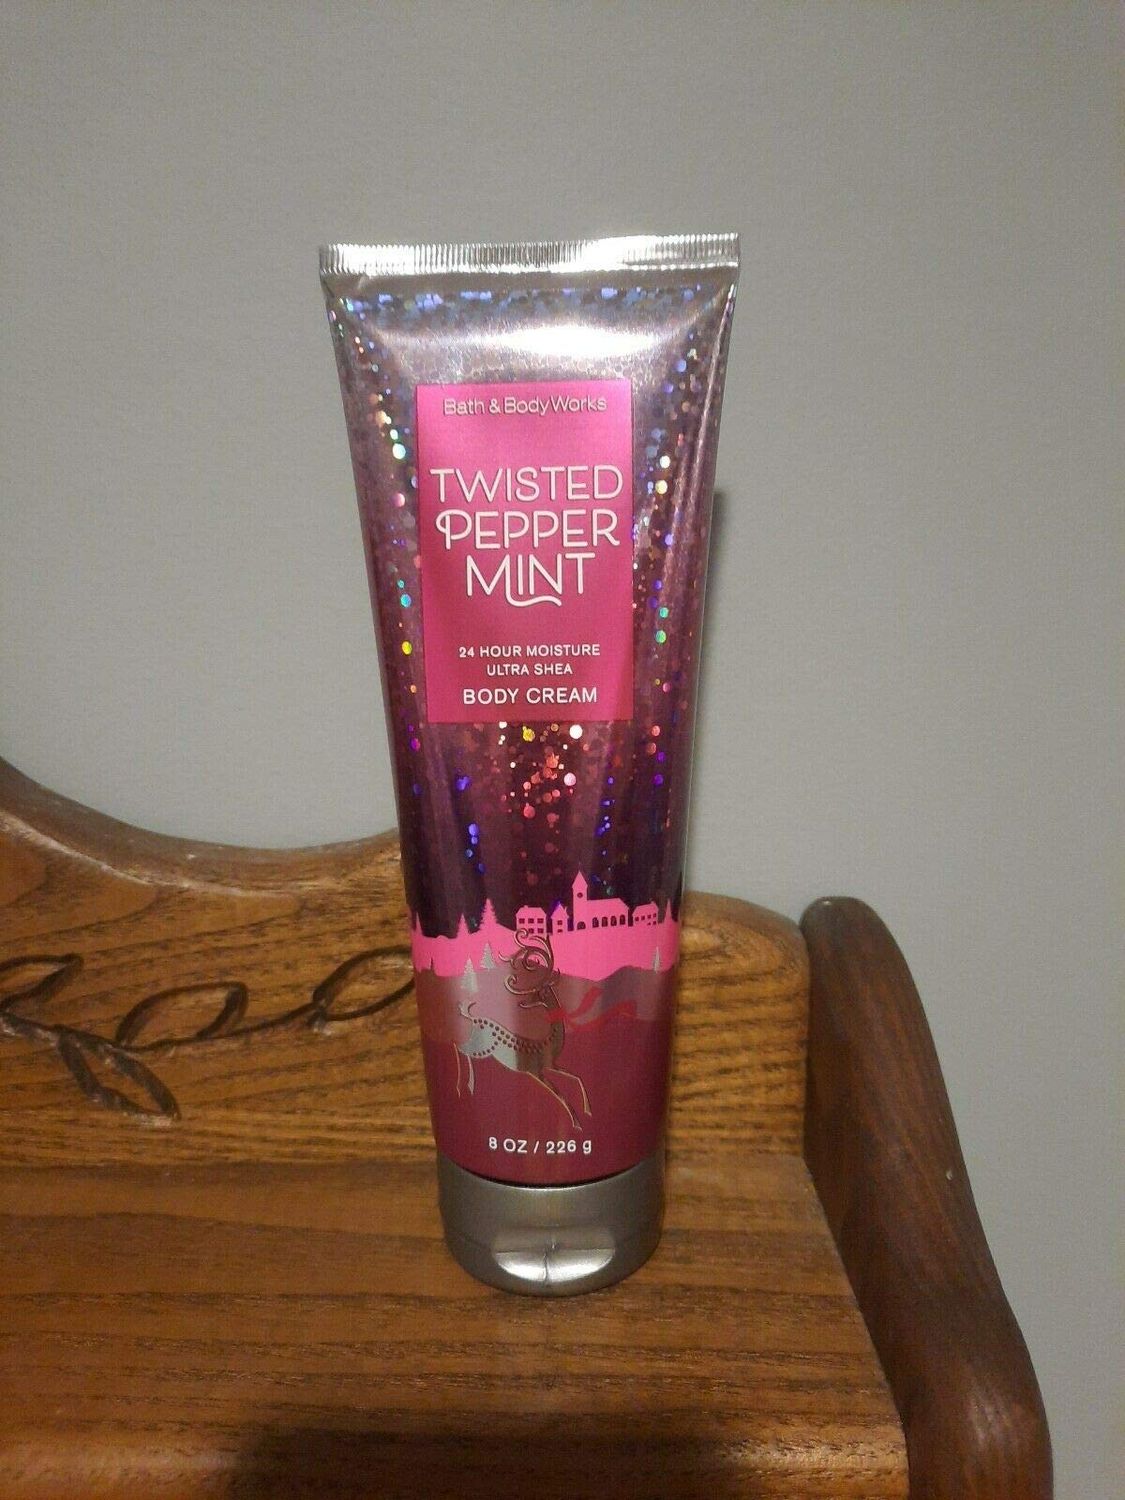 Bath & Body Works
TWISTED
PEPPER
MINT
24 HOUR MOISTURE
ULTRA SHEA
BODY CREAM
8 OZ / 226 g